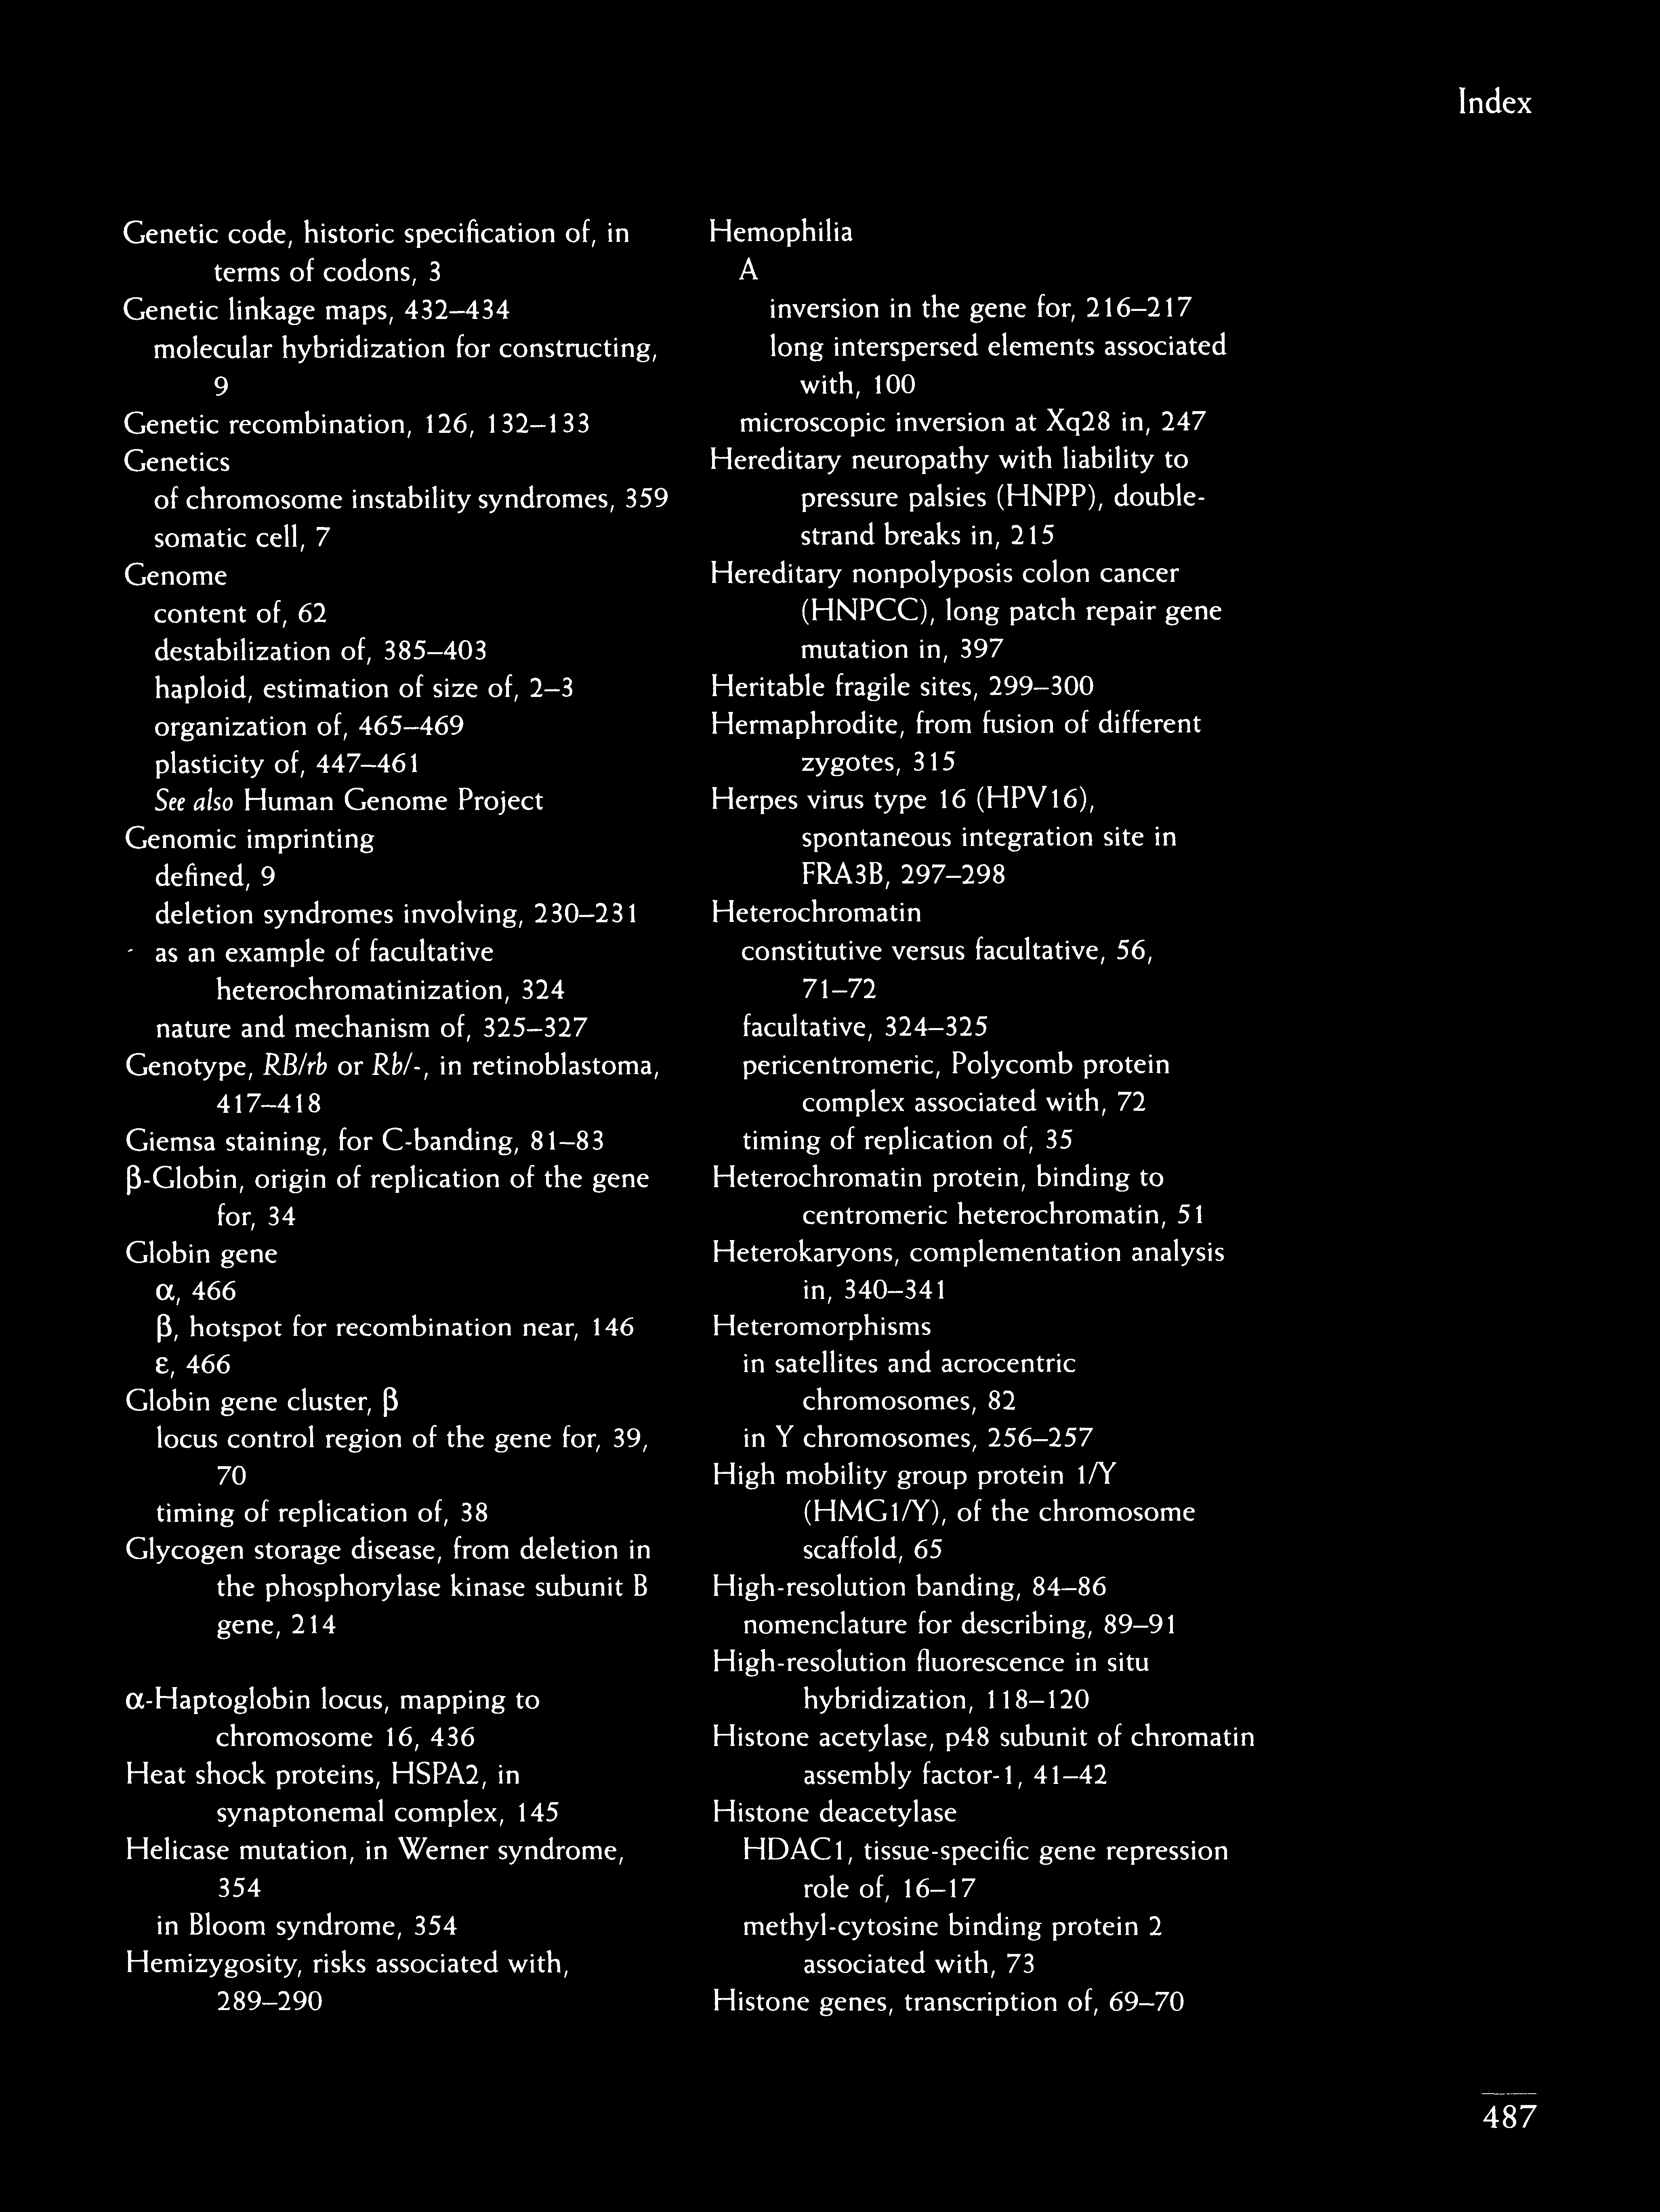 Index
Genetic code, historic specification of, in
terms of codons, 3
Genetic linkage maps, 432–434
molecular hybridization for constructing,
9
Genetic recombination, 126, 132–133
Genetics
of chromosome instability syndromes, 359
somatic cell, 7
Genome
content of, 62
destabilization of, 385–403
haploid, estimation of size of, 2–3
organization of, 465–469
plasticity of, 447–461
See also Human Genome Project
Genomic imprinting
defined, 9
deletion syndromes involving, 230–231
as an example of facultative
heterochromatinization, 324
nature and mechanism of, 325–327
Genotype, RB/rb or Rb/-, in retinoblastoma,
417–418
Giemsa staining, for C-banding, 81–83
β-Globin, origin of replication of the gene
for, 34
Globin gene
α, 466
β, hotspot for recombination near, 146
ε, 466
Globin gene cluster, β
locus control region of the gene for, 39,
70
timing of replication of, 38
Glycogen storage disease, from deletion in
the phosphorylase kinase subunit B
gene, 214
α-Haptoglobin locus, mapping to
chromosome 16, 436
Heat shock proteins, HSPA2, in
synaptonemal complex, 145
Helicase mutation, in Werner syndrome,
354
in Bloom syndrome, 354
Hemizygosity, risks associated with,
289–290
Hemophilia
A
inversion in the gene for, 216–217
long interspersed elements associated
with, 100
microscopic inversion at Xq28 in, 247
Hereditary neuropathy with liability to
pressure palsies (HNPP), double-
strand breaks in, 215
Hereditary nonpolyposis colon cancer
(HNPCC), long patch repair gene
mutation in, 397
Heritable fragile sites, 299–300
Hermaphrodite, from fusion of different
zygotes, 315
Herpes virus type 16 (HPV16),
spontaneous integration site in
FRA3B, 297–298
Heterochromatin
constitutive versus facultative, 56,
71–72
facultative, 324–325
pericentromeric, Polycomb protein
complex associated with, 72
timing of replication of, 35
Heterochromatin protein, binding to
centromeric heterochromatin, 51
Heterokaryons, complementation analysis
in, 340–341
Heteromorphisms
in satellites and acrocentric
chromosomes, 82
in Y chromosomes, 256–257
High mobility group protein 1/Y
(HMG1/Y), of the chromosome
scaffold, 65
High-resolution banding, 84–86
nomenclature for describing, 89–91
High-resolution fluorescence in situ
hybridization, 118–120
Histone acetylase, p48 subunit of chromatin
assembly factor-1, 41–42
Histone deacetylase
HDAC1, tissue-specific gene repression
role of, 16–17
methyl-cytosine binding protein 2
associated with, 73
Histone genes, transcription of, 69–70
487